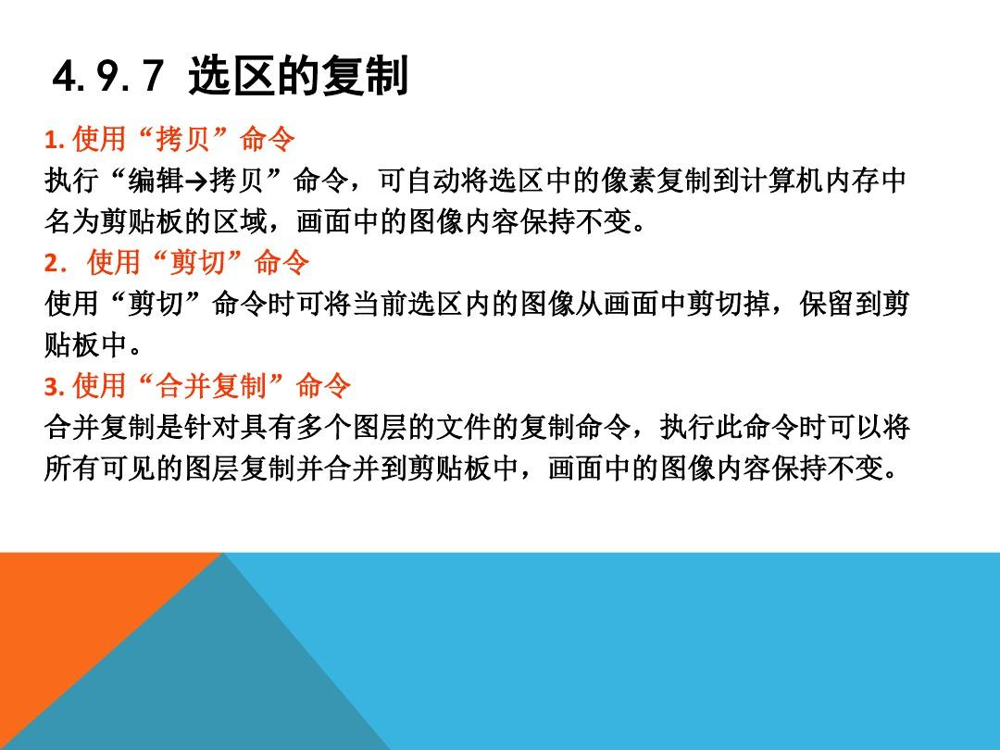 4.9.7 选区的复制
1. 使用“拷贝”命令
执行“编辑→拷贝”命令，可自动将选区中的像素复制到计算机内存中
名为剪贴板的区域，画面中的图像内容保持不变。
2．使用“剪切”命令
使用“剪切”命令时可将当前选区内的图像从画面中剪切掉，保留到剪
贴板中。
3. 使用“合并复制”命令
合并复制是针对具有多个图层的文件的复制命令，执行此命令时可以将
所有可见的图层复制并合并到剪贴板中，画面中的图像内容保持不变。